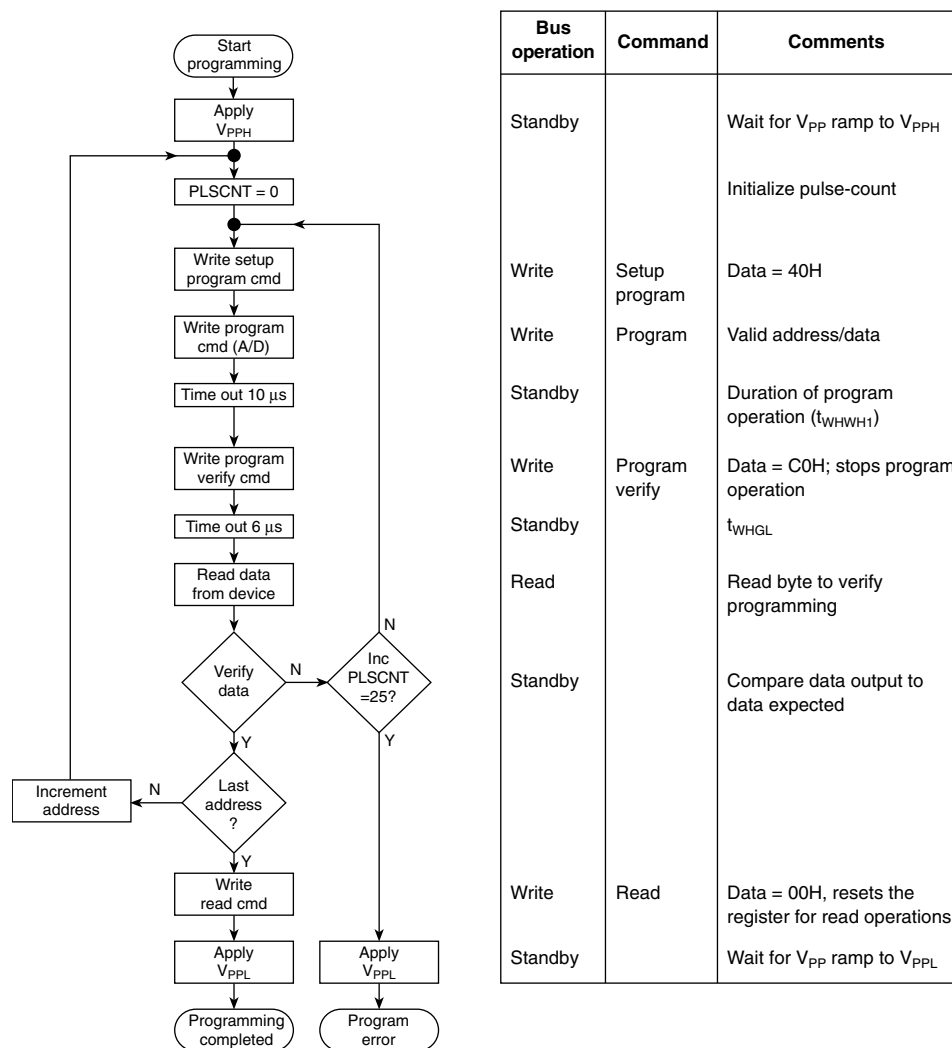 Start
programming
Apply
VPPH
PLSCNT = 0
Write setup
program cmd
Write program
cmd (A/D)
Time out 10 μs
Write program
verify cmd
Time out 6 μs
Read data
from device
Verify
data
N
Inc
PLSCNT
=25?
N
Y
Y
Last
address
?
N
Increment
address
Y
Write
read cmd
Apply
VPPL
Apply
VPPL
Programming
completed
Program
error
Bus
operation
Command
Comments
Standby
Wait for VPP ramp to VPPH
Initialize pulse-count
Write
Setup
program
Data = 40H
Write
Program
Valid address/data
Standby
Duration of program
operation (tWHWH1)
Write
Program
verify
Data = C0H; stops program
operation
Standby
tWHGL
Read
Read byte to verify
programming
Standby
Compare data output to
data expected
Write
Read
Data = 00H, resets the
register for read operations
Standby
Wait for VPP ramp to VPPL